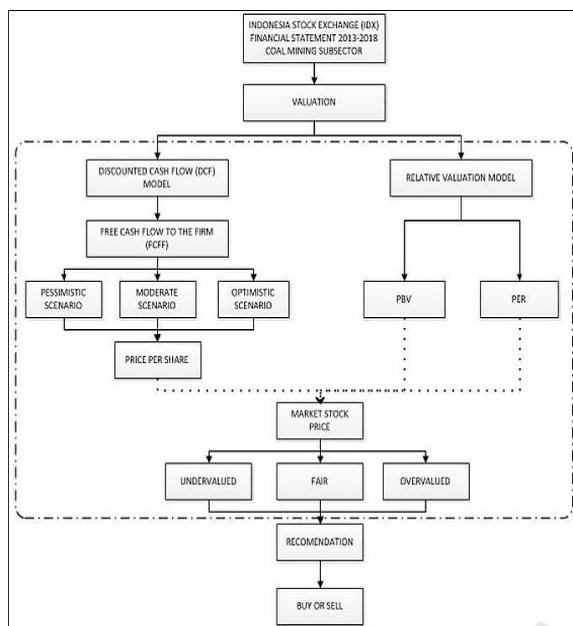 INDONESIA STOCK EXCHANGE (IDX)
FINANCIAL STATEMENT 2013-2018
COAL MINING SUBSECTOR
VALUATION
DISCOUNTED CASH FLOW (DCF)
MODEL
RELATIVE VALUATION MODEL
FREE CASH FLOW TO THE FIRM
(FCFF)
PESSIMISTIC
SCENARIO
MODERATE
SCENARIO
OPTIMISTIC
SCENARIO
PBV
PER
PRICE PER SHARE
MARKET STOCK
PRICE
UNDERVALUED
FAIR
OVERVALUED
RECOMENDATION
BUY OR SELL